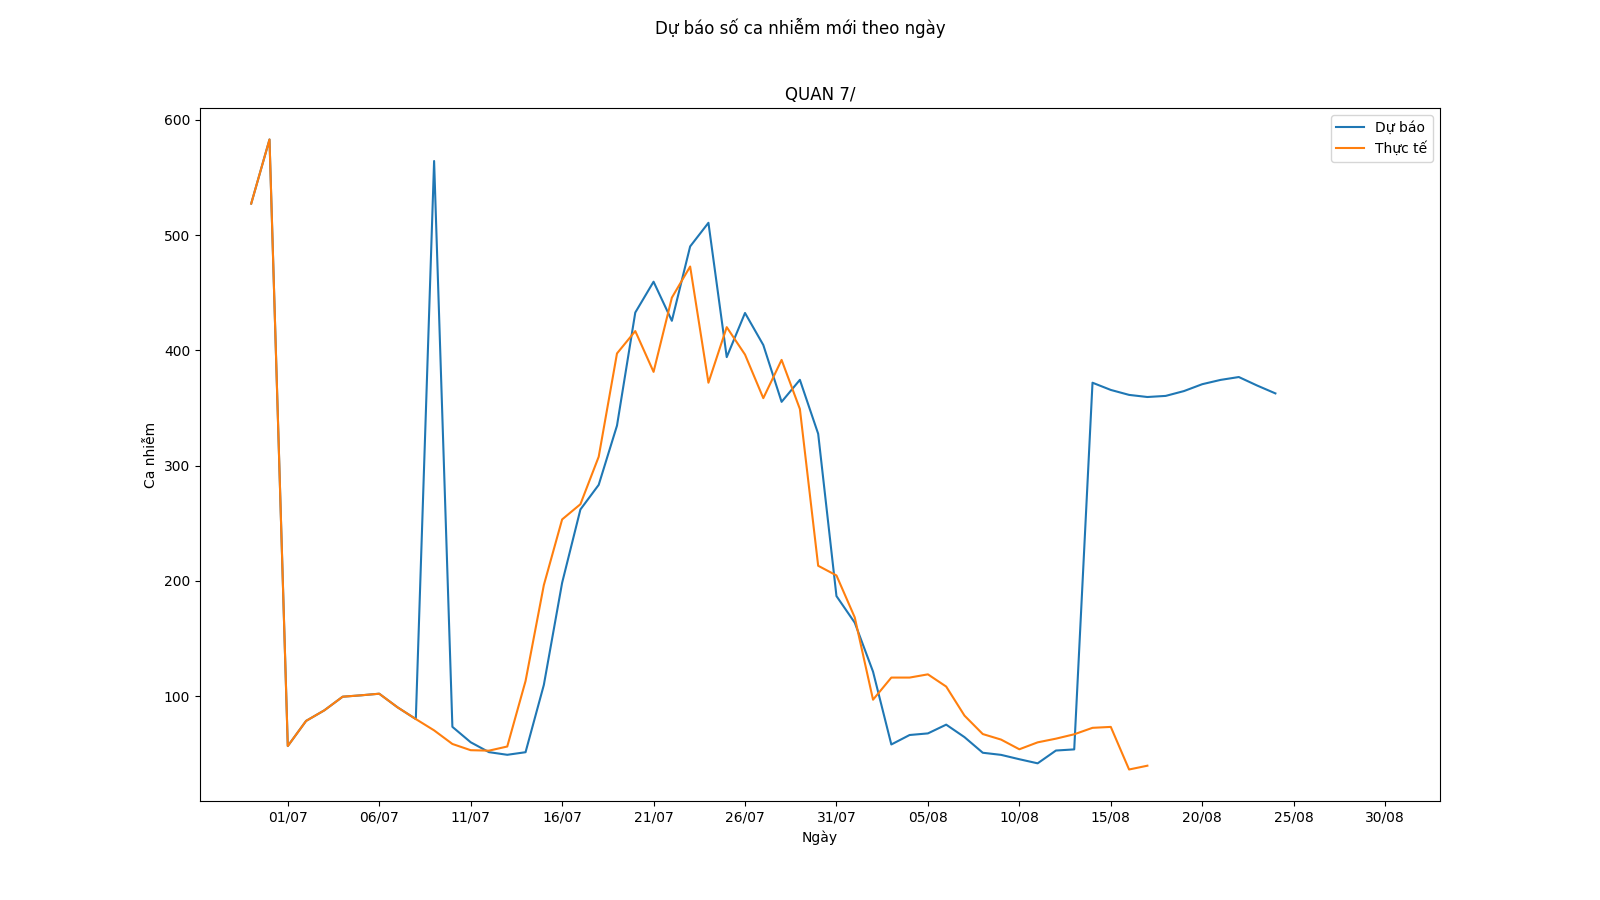 Dự báo số ca nhiễm mới theo ngày
QUAN 7/
Dự báo
Thực tế
600
500
400
300
200
100
Ca nhiễm
01/07 06/07 11/07 16/07 21/07 26/07 31/07 05/08 10/08 15/08 20/08 25/08 30/08
Ngày